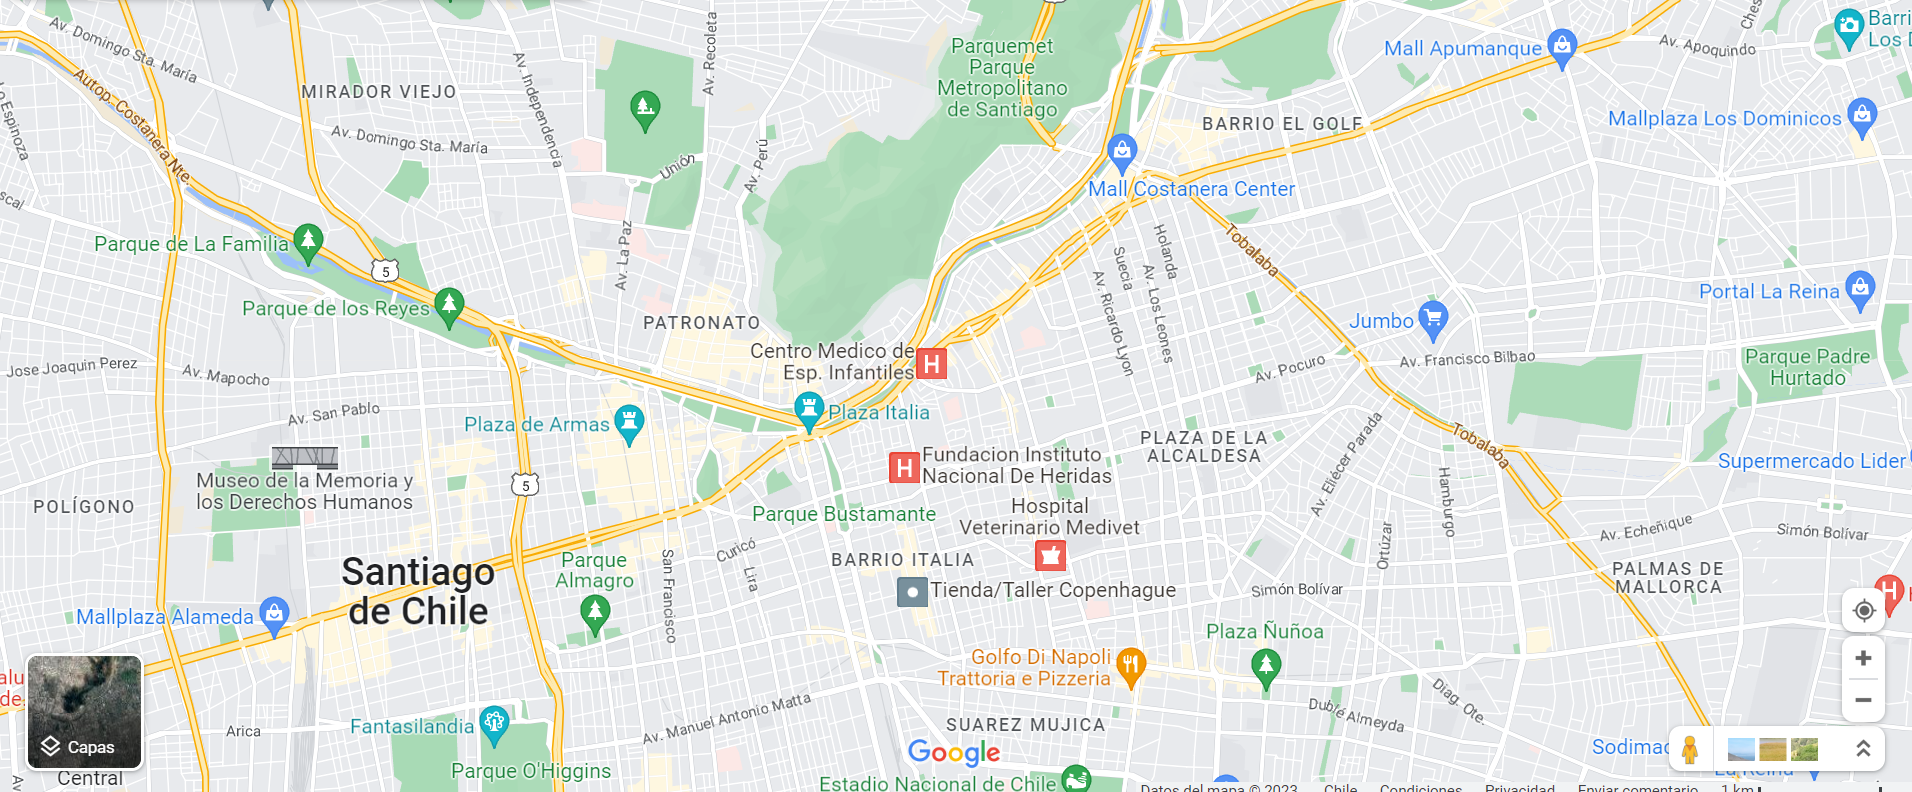 Av. Domingo Sta. María
Autop. Costanera Nte.
MIRADOR VIEJO
Av. Domingo Sta. María
Av. Independencia
Av. Recoleta
Unión
Av. Perú
Av. La Paz
Parquemet
Parque
Metropolitano
de Santiago
Mall Apumanque
Av. Apoquindo
Barri
Los D
BARRIO EL GOLF
Mallplaza Los Dominicos
Mall Costanera Center
Tobalaba
Holanda
Suecia
Av. Los Leones
Av. Ricardo Lyon
Parque de La Familia
5
Parque de los Reyes
PATRONATO
Portal La Reina
Jumbo
Centro Medico de
Esp. Infantiles
Av. Pocuro
Av. Francisco Bilbao
Parque Padre
Hurtado
Jose Joaquin Perez
Av. Mapocho
Av. San Pablo
Plaza de Armas
Plaza Italia
PLAZA DE LA
ALCALDESA
Av. Eliécer Parada
Tobalaba
Hamburgo
Supermercado Lider
Fundacion Instituto
Nacional De Heridas
Museo de la Memoria y
los Derechos Humanos
5
POLÍGONO
Parque Bustamante
Hospital
Veterinario Medivet
Av. Echeñique
Simón Bolívar
Ortúzar
Santiago
de Chile
Parque
Almagro
San Francisco
Curicó
Lira
BARRIO ITALIA
Tienda/Taller Copenhague
Simón Bolívar
PALMAS DE
MALLORCA
Mallplaza Alameda
Plaza Ñuñoa
Golfo Di Napoli
Trattoria e Pizzeria
Diag. Ote.
Dublé Almeyda
Av. Manuel Antonio Matta
SUAREZ MUJICA
Arica
Fantasilandia
Capas
Central
Parque O'Higgins
Google
Estadio Nacional de Chile
Sodimac
La Reina
Datos del mapa © 2023
Chile
Condiciones
Privacidad
Enviar comentario
1 km